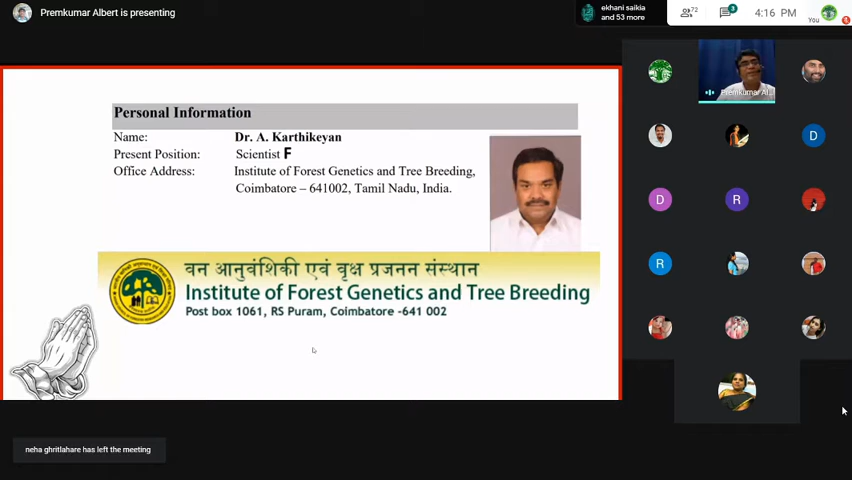 Premkumar Albert is presenting
ekhani saikia
and 53 more
72
3
4:16 PM
You
Premkumar Al...
Personal Information
Name: Dr. A. Karthikeyan
Present Position: Scientist F
Office Address: Institute of Forest Genetics and Tree Breeding,
Coimbatore – 641002, Tamil Nadu, India.
D
D
R
R
वन आनुवंशिकी एवं वृक्ष प्रजनन संस्थान
Institute of Forest Genetics and Tree Breeding
Post box 1061, RS Puram, Coimbatore -641 002
neha ghritlahare has left the meeting